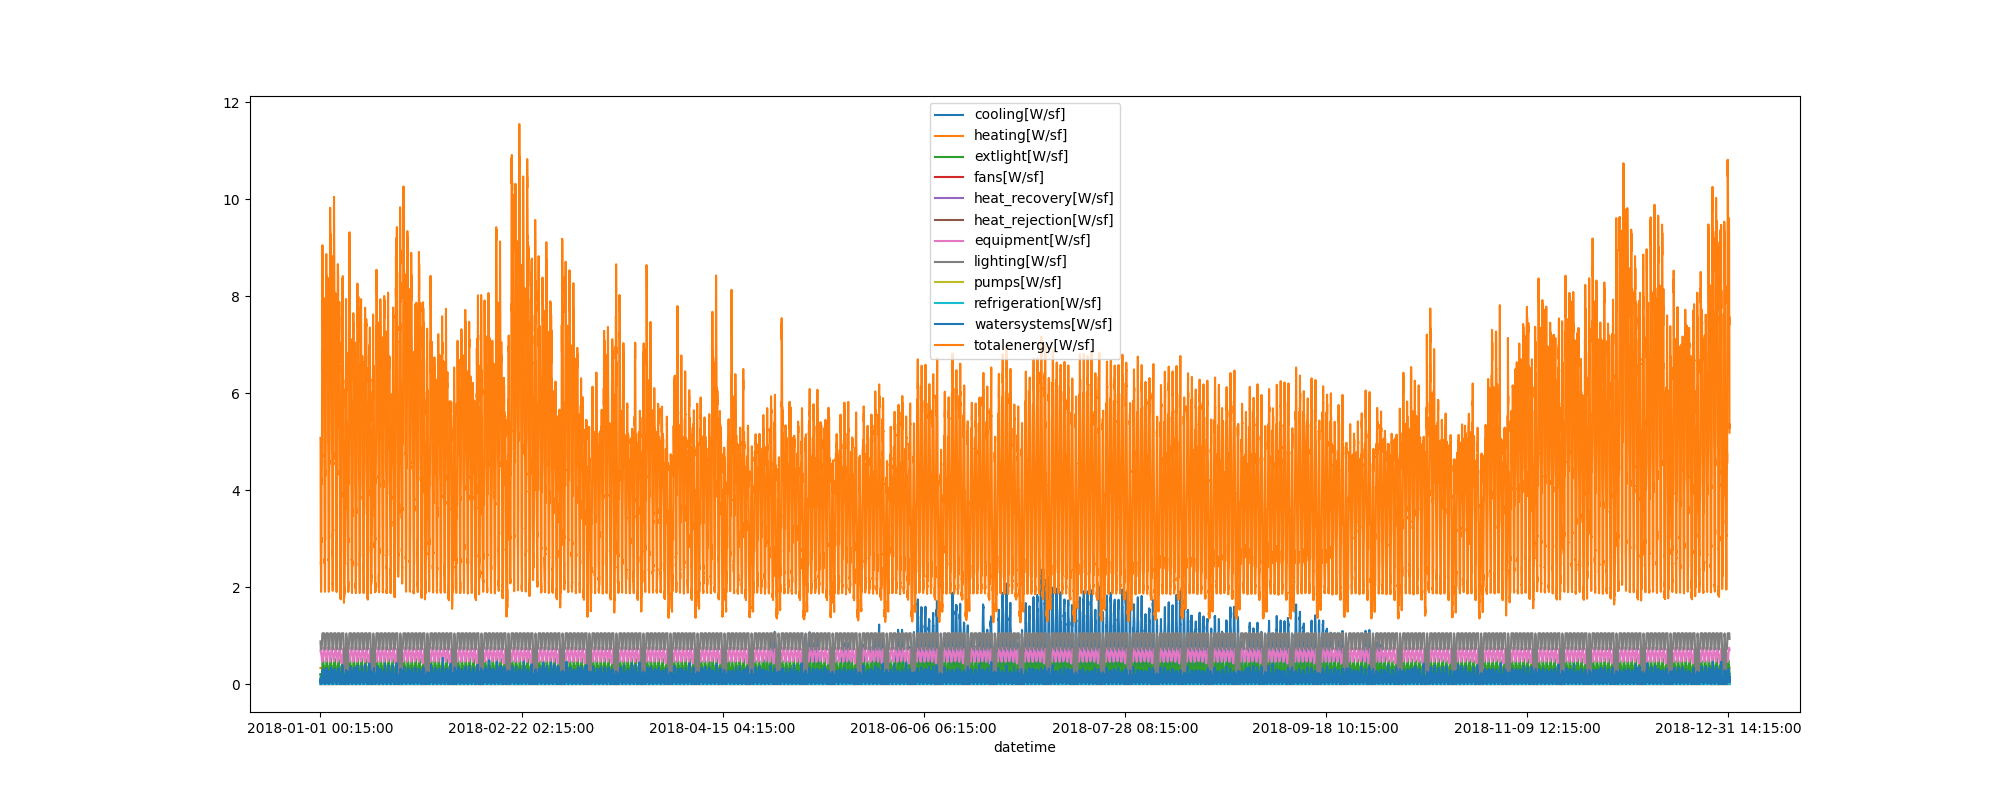 12
10
8
6
4
2
0
cooling[W/sf]
heating[W/sf]
extlight[W/sf]
fans[W/sf]
heat_recovery[W/sf]
heat_rejection[W/sf]
equipment[W/sf]
lighting[W/sf]
pumps[W/sf]
refrigeration[W/sf]
watersystems[W/sf]
totalenergy[W/sf]
2018-01-01 00:15:00 2018-02-22 02:15:00 2018-04-15 04:15:00 2018-06-06 06:15:00 2018-07-28 08:15:00 2018-09-18 10:15:00 2018-11-09 12:15:00 2018-12-31 14:15:00
datetime